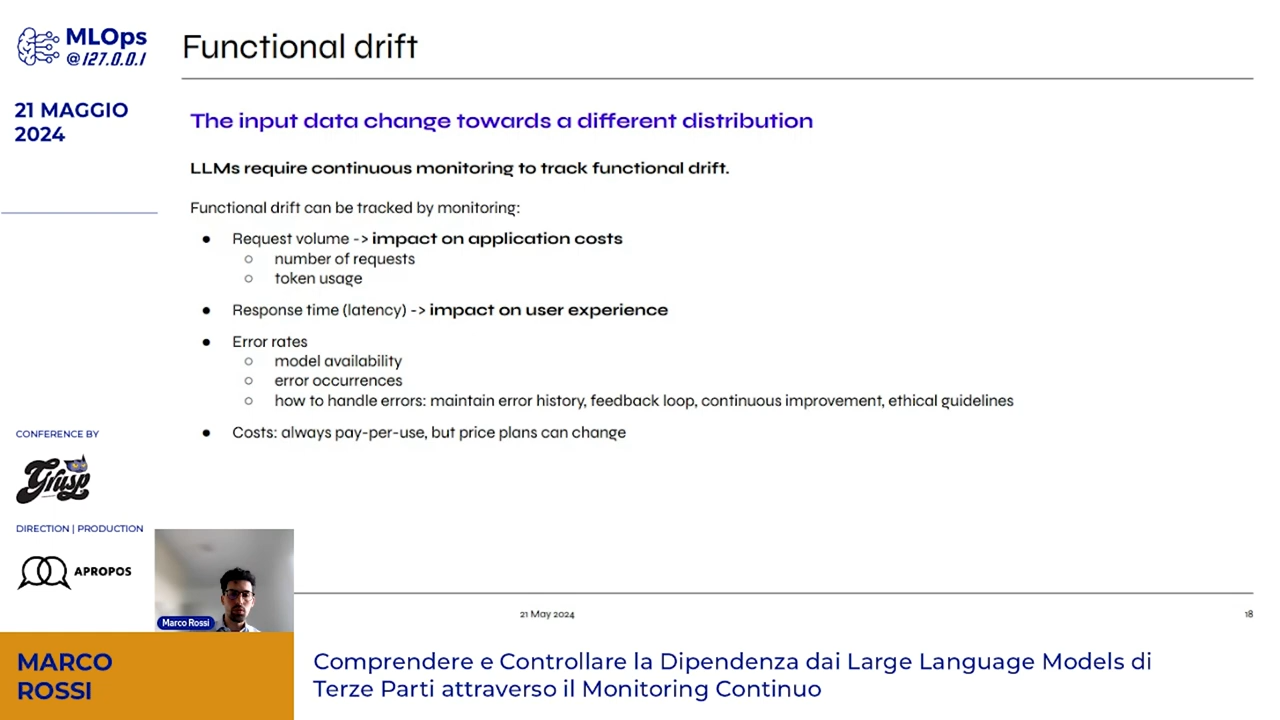 MLOps
@127.0.0.1
21 MAGGIO
2024
Functional drift
The input data change towards a different distribution
LLMs require continuous monitoring to track functional drift.
Functional drift can be tracked by monitoring:
● Request volume -> impact on application costs
○ number of requests
○ token usage
● Response time (latency) -> impact on user experience
● Error rates
○ model availability
○ error occurrences
○ how to handle errors: maintain error history, feedback loop, continuous improvement, ethical guidelines
● Costs: always pay-per-use, but price plans can change
CONFERENCE BY
Grusp
DIRECTION | PRODUCTION
APROPOS
Marco Rossi
21 May 2024
18
MARCO
ROSSI
Comprendere e Controllare la Dipendenza dai Large Language Models di
Terze Parti attraverso il Monitoring Continuo